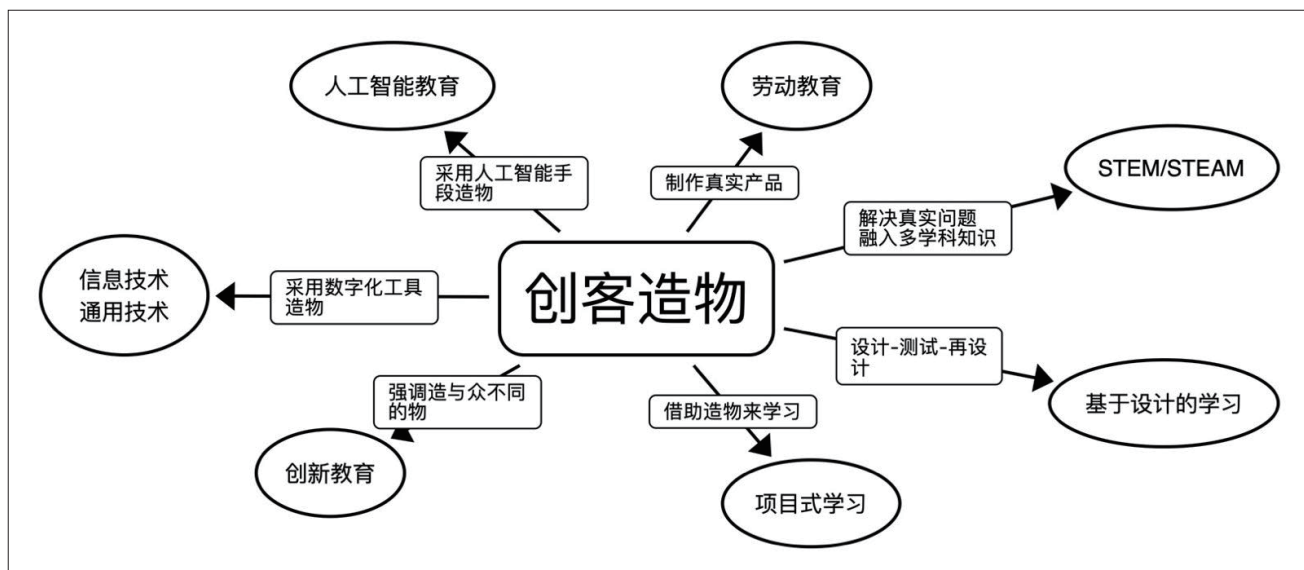 人工智能教育
劳动教育
采用人工智能手
段造物
制作真实产品
STEM/STEAM
解决真实问题
融入多学科知识
信息技术
通用技术
采用数字化工具
造物
创客造物
设计-测试-再设
计
强调造与众不同
的物
借助造物来学习
基于设计的学习
创新教育
项目式学习